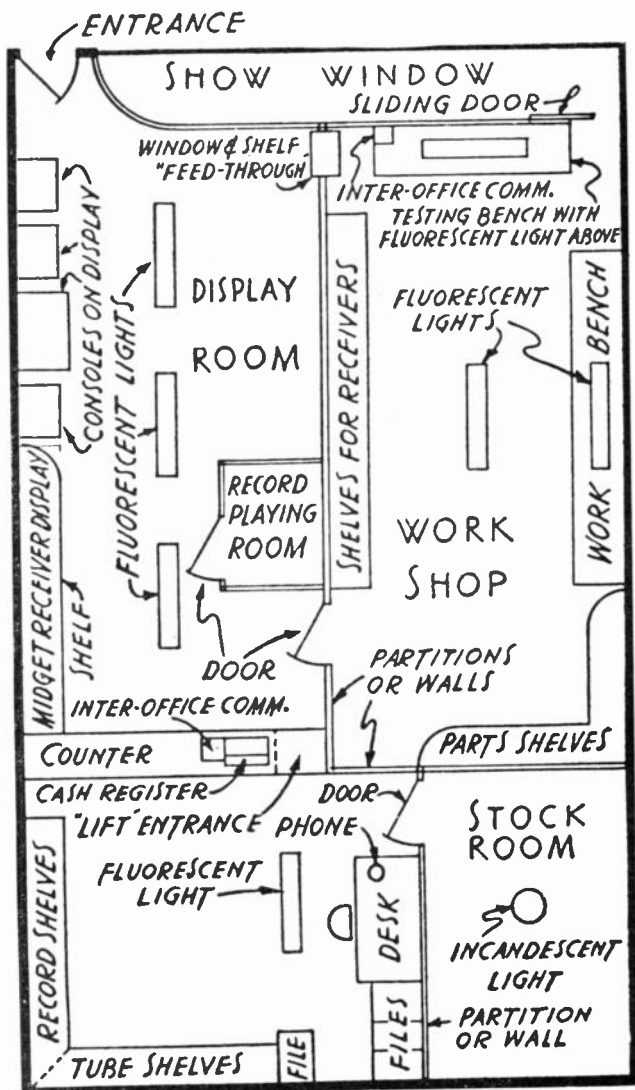 ENTRANCE
SHOW WINDOW
SLIDING DOOR
WINDOW & SHELF
"FEED-THROUGH"
INTER-OFFICE COMM.
TESTING BENCH WITH
FLUORESCENT LIGHT ABOVE
CONSOLES ON DISPLAY
FLUORESCENT LIGHTS
DISPLAY
ROOM
SHELVES FOR RECEIVERS
FLUORESCENT
LIGHTS
WORK BENCH
RECORD
PLAYING
ROOM
WORK
SHOP
MIDGET RECEIVER DISPLAY
SHELF
DOOR
PARTITIONS
OR WALLS
INTER-OFFICE COMM.
COUNTER
PARTS SHELVES
CASH REGISTER
"LIFT" ENTRANCE
DOOR
PHONE
STOCK
ROOM
FLUORESCENT
LIGHT
RECORD SHELVES
DESK
INCANDESCENT
LIGHT
TUBE SHELVES
FILE
FILES
PARTITION
OR WALL